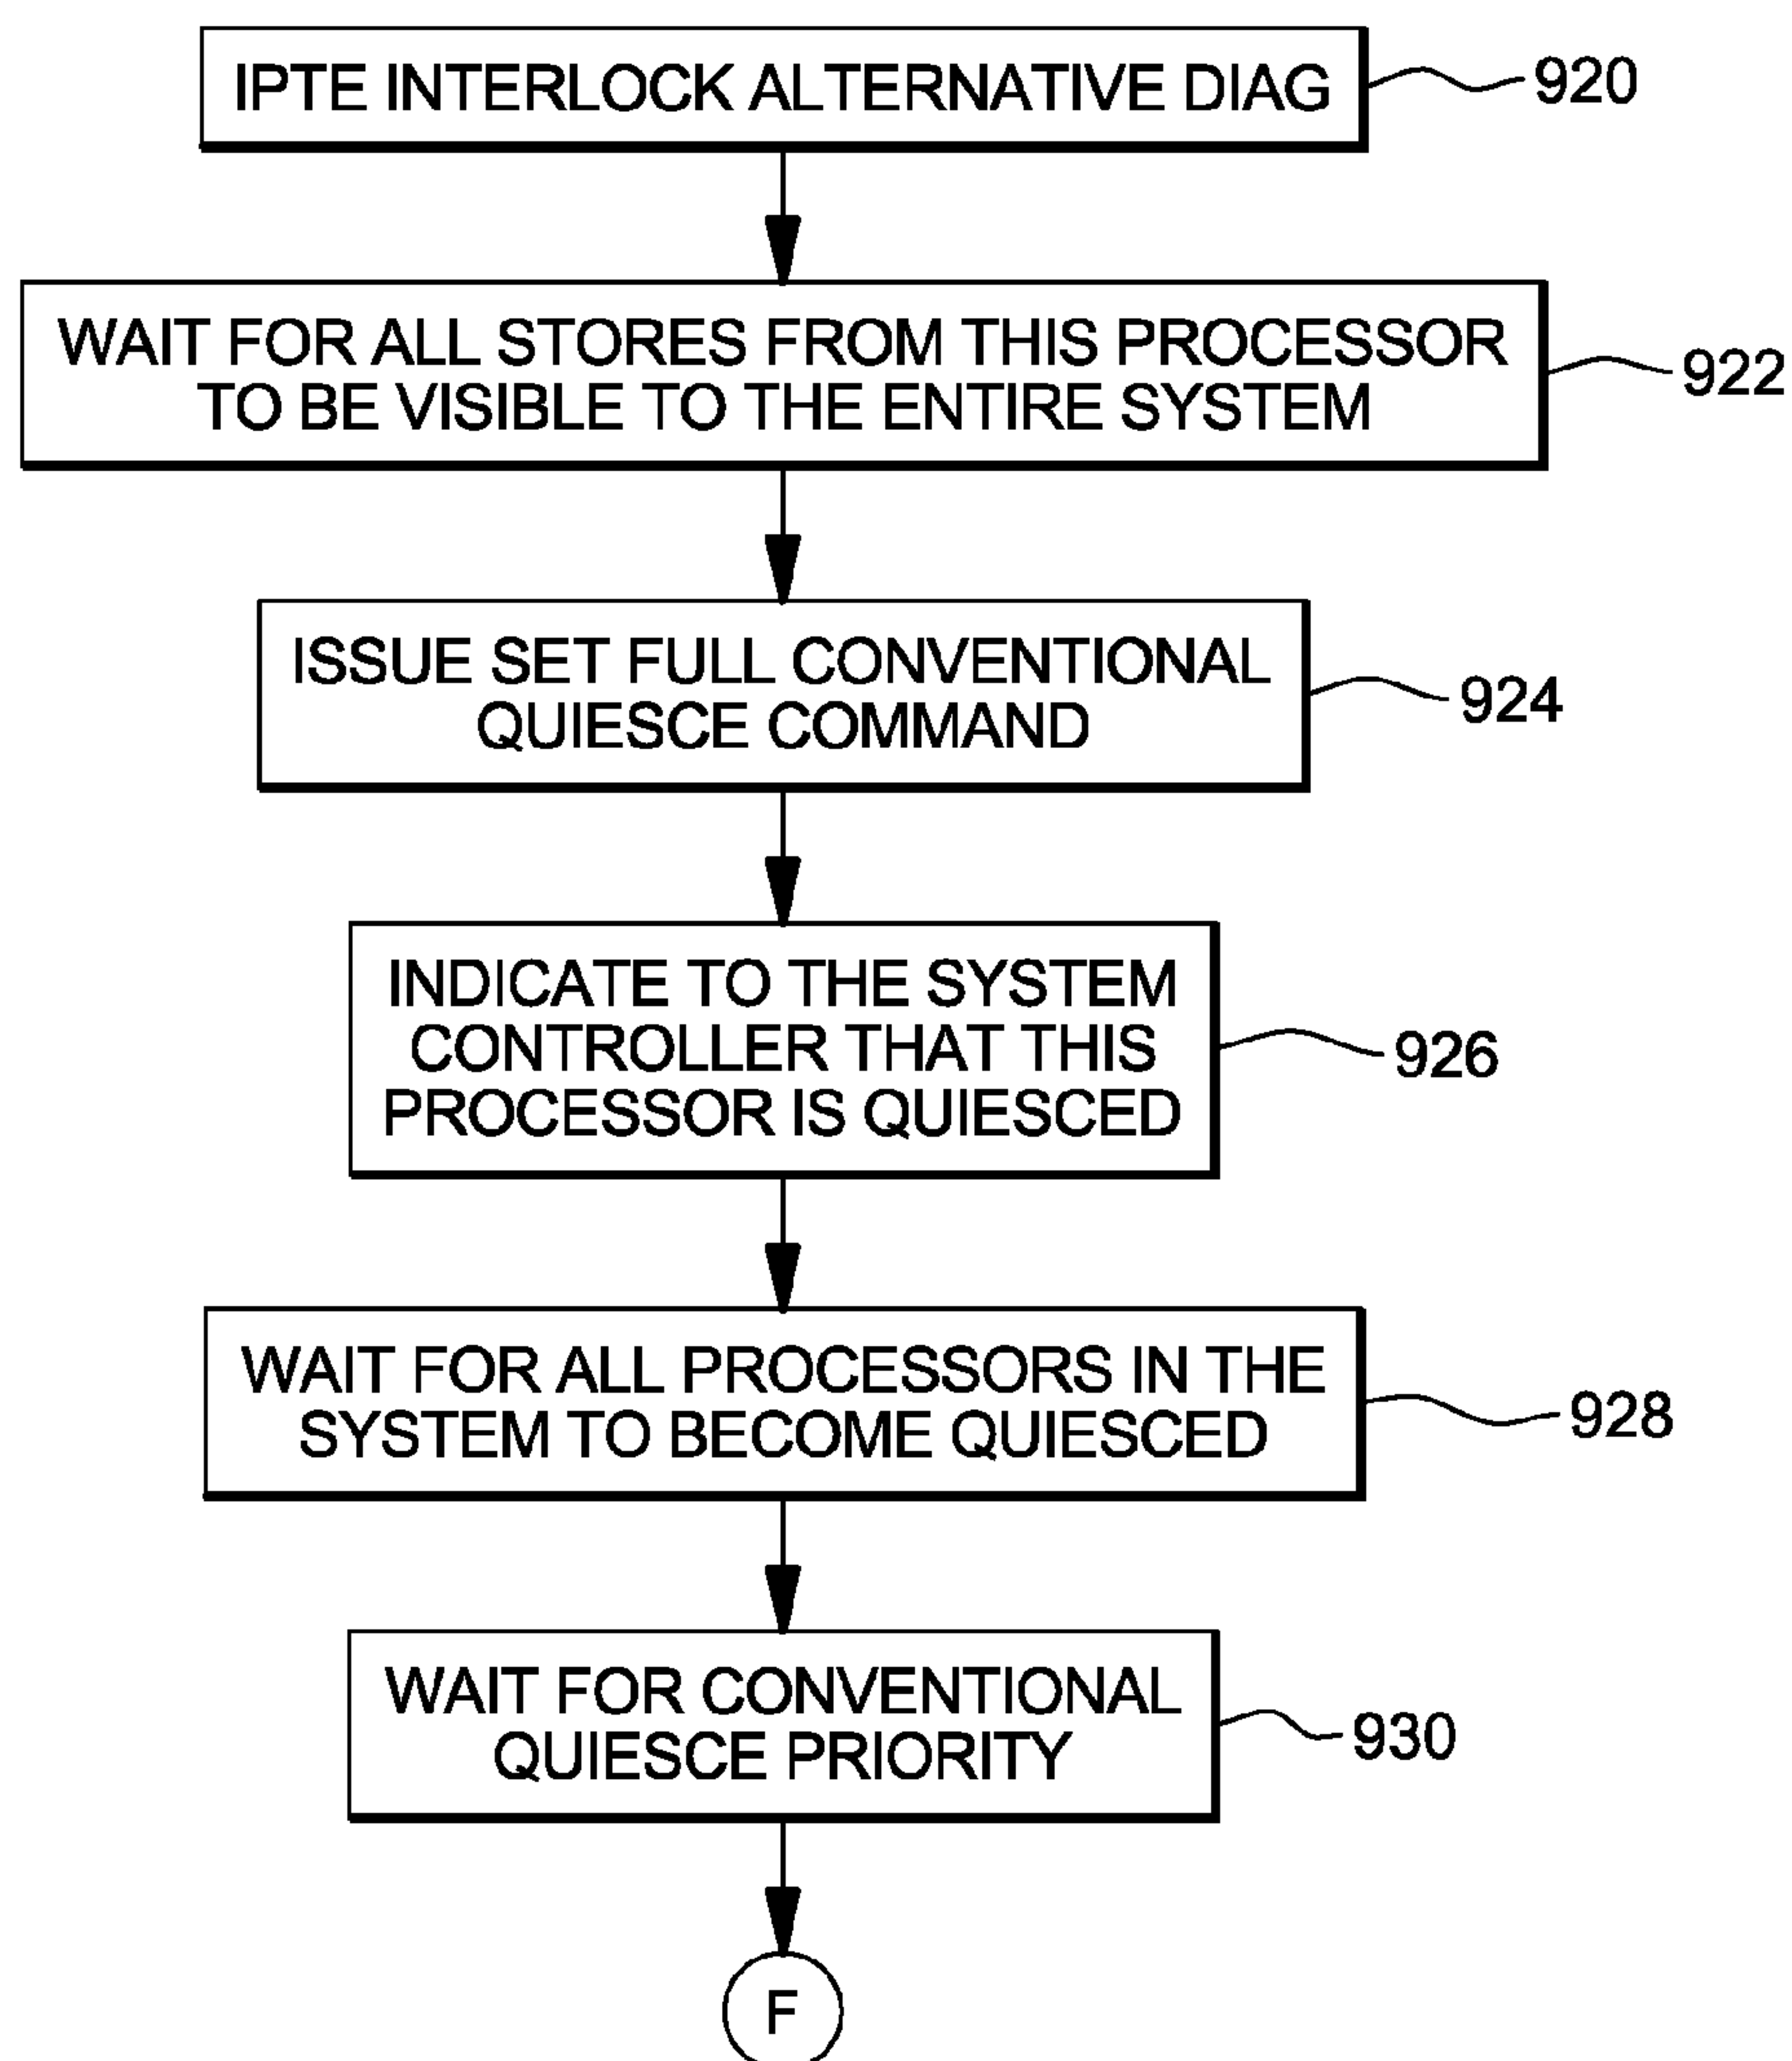 IPTE INTERLOCK ALTERNATIVE DIAG
920
WAIT FOR ALL STORES FROM THIS PROCESSOR
TO BE VISIBLE TO THE ENTIRE SYSTEM
922
ISSUE SET FULL CONVENTIONAL
QUIESCE COMMAND
924
INDICATE TO THE SYSTEM
CONTROLLER THAT THIS
PROCESSOR IS QUIESCED
926
WAIT FOR ALL PROCESSORS IN THE
SYSTEM TO BECOME QUIESCED
928
WAIT FOR CONVENTIONAL
QUIESCE PRIORITY
930
F